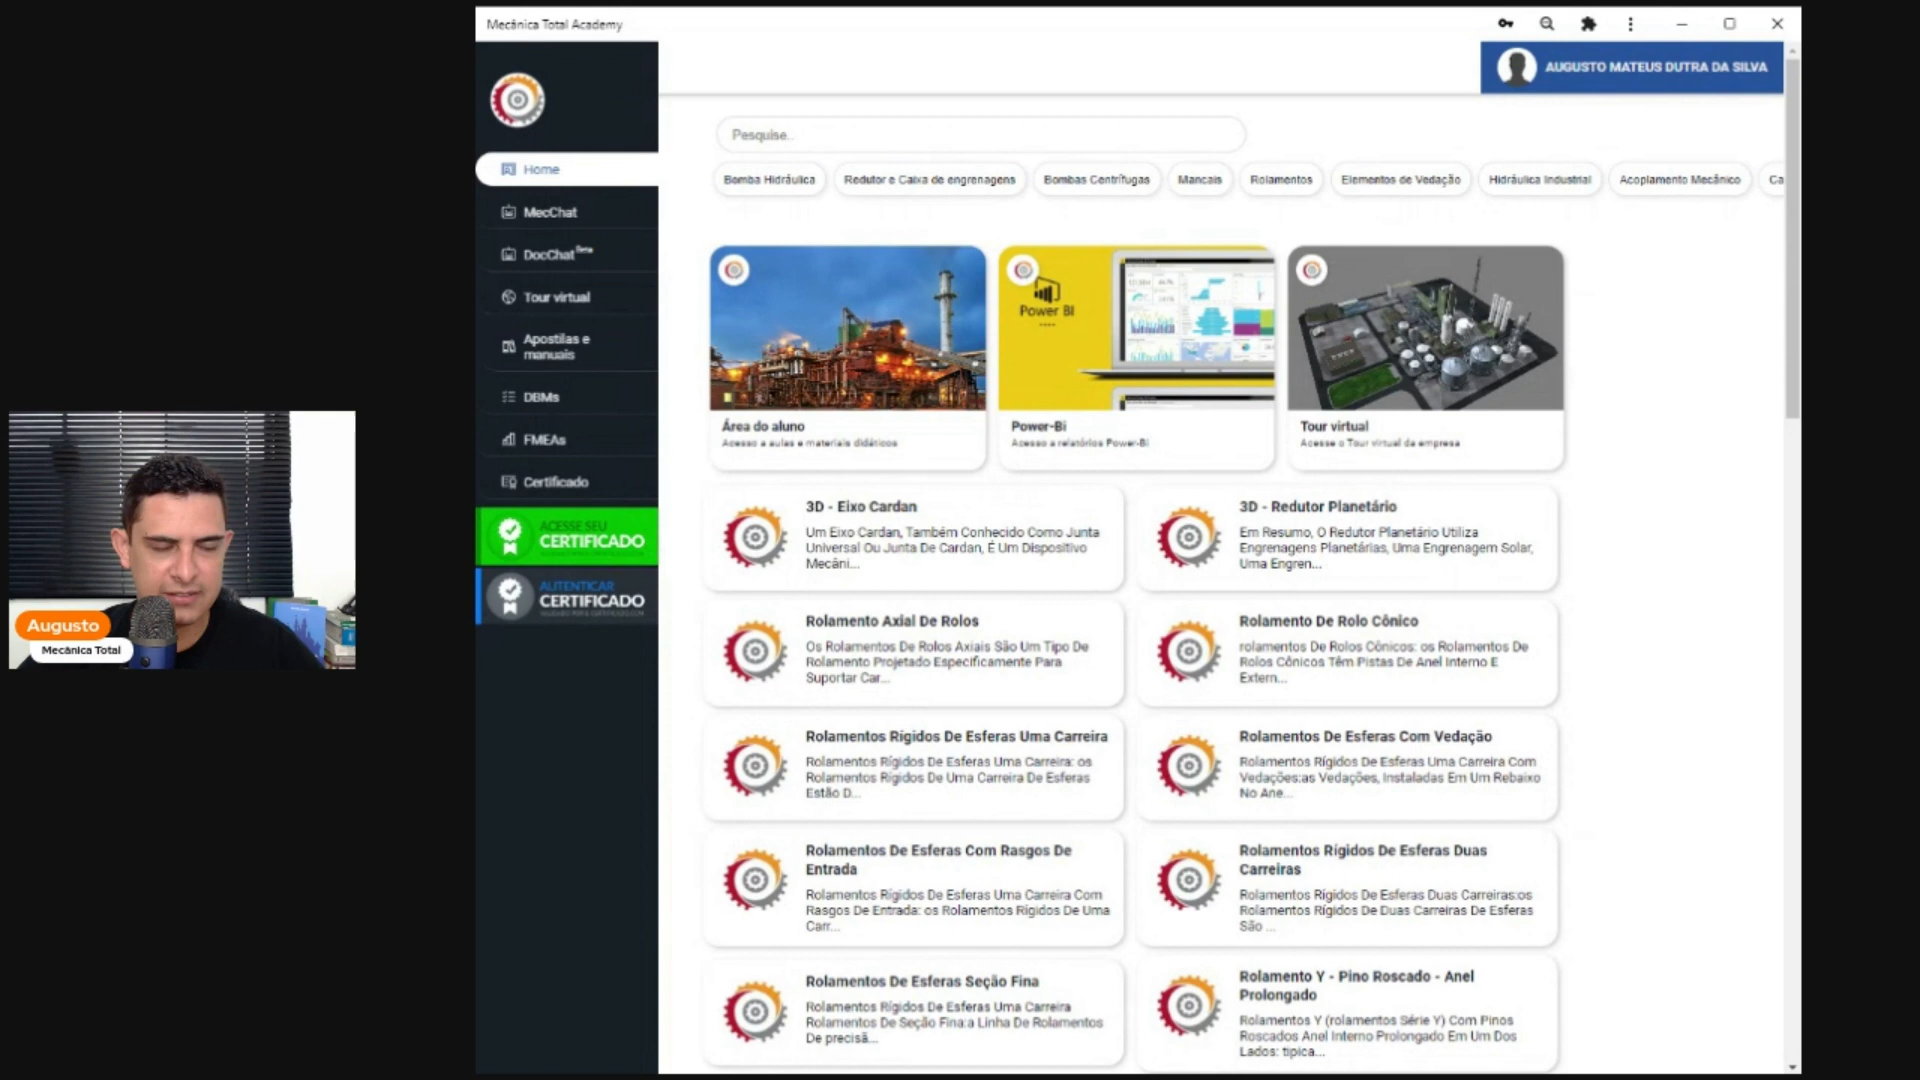 Mecânica Total Academy
AUGUSTO MATEUS DUTRA DA SILVA
Pesquise..
Bomba Hidráulica
Redutor e Caixa de engrenagens
Bombas Centrífugas
Mancais
Rolamentos
Elementos de Vedação
Hidráulica Industrial
Acoplamento Mecânico
Ca
Home
MecChat
DocChat Beta
Tour virtual
Apostilas e
manuais
DBMs
FMEAs
Certificado
ACESSE SEU
CERTIFICADO
AUTENTICAR
CERTIFICADO
Power BI
Área do aluno
Acesso a aulas e materiais didáticos
Power-Bi
Acesso a relatórios Power-Bi
Tour virtual
Acesse o Tour virtual da empresa
3D - Eixo Cardan
Um Eixo Cardan, Também Conhecido Como Junta
Universal Ou Junta De Cardan, É Um Dispositivo
Mecâni...
3D - Redutor Planetário
Em Resumo, O Redutor Planetário Utiliza
Engrenagens Planetárias, Uma Engrenagem Solar,
Uma Engren...
Rolamento Axial De Rolos
Os Rolamentos De Rolos Axiais São Um Tipo De
Rolamento Projetado Especificamente Para
Suportar Car...
Rolamento De Rolo Cônico
rolamentos De Rolos Cônicos: os Rolamentos De
Rolos Cônicos Têm Pistas De Anel Interno E
Extern...
Rolamentos Rígidos De Esferas Uma Carreira
Rolamentos Rígidos De Esferas Uma Carreira: os
Rolamentos Rígidos De Uma Carreira De Esferas
Estão D...
Rolamentos De Esferas Com Vedação
Rolamentos Rígidos De Esferas Uma Carreira Com
Vedações:as Vedações, Instaladas Em Um Rebaixo
No Ane...
Rolamentos De Esferas Com Rasgos De
Entrada
Rolamentos Rígidos De Esferas Uma Carreira Com
Rasgos De Entrada: os Rolamentos Rígidos De Uma
Carr...
Rolamentos Rígidos De Esferas Duas
Carreiras
Rolamentos Rígidos De Esferas Duas Carreiras:os
Rolamentos Rígidos De Duas Carreiras De Esferas
São ...
Rolamentos De Esferas Seção Fina
Rolamentos Rígidos De Esferas Uma Carreira
Rolamentos De Seção Fina:a Linha De Rolamentos
De precisã...
Rolamento Y - Pino Roscado - Anel
Prolongado
Rolamentos Y (rolamentos Série Y) Com Pinos
Roscados Anel Interno Prolongado Em Um Dos
Lados: tipica...
Augusto
Mecânica Total